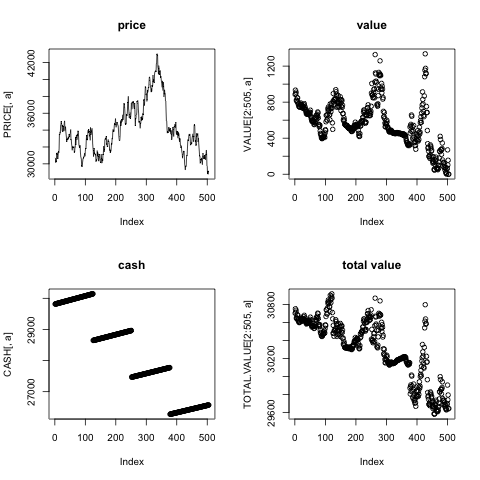 price
PRICE[, a]
30000
34000
38000
42000
0 100 200 300 400 500
Index
value
VALUE[2:505, a]
0
400
800
1200
0 100 200 300 400 500
Index
cash
CASH[, a]
27000
29000
0 100 200 300 400 500
Index
total value
TOTAL.VALUE[2:505, a]
29600
30200
30800
0 100 200 300 400 500
Index